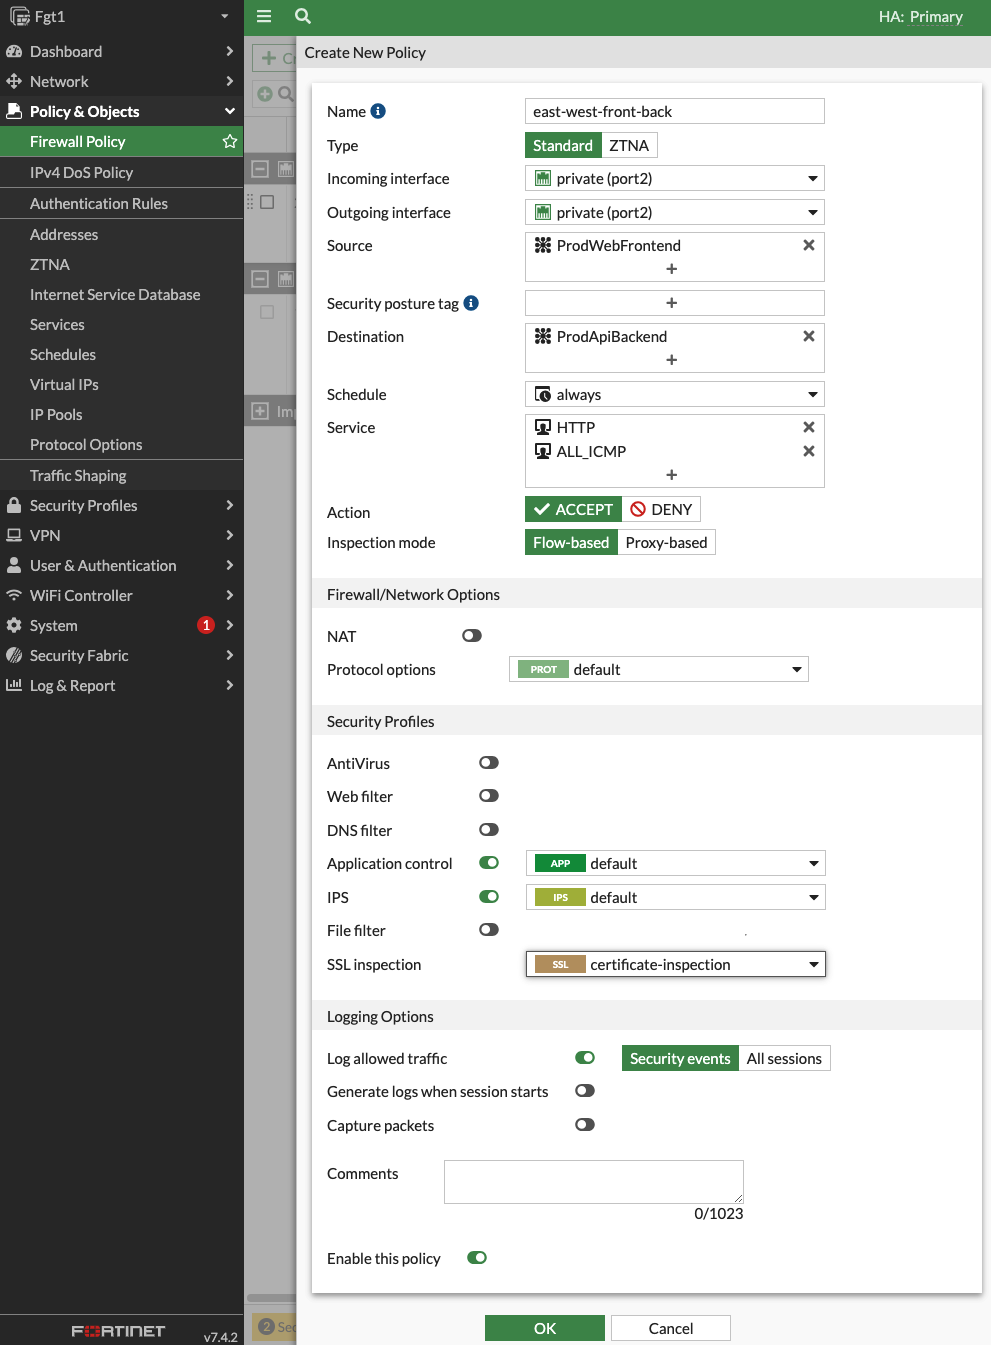 Fgt1
HA: Primary
Dashboard
Network
Policy & Objects
Firewall Policy
IPv4 DoS Policy
Authentication Rules
Addresses
ZTNA
Internet Service Database
Services
Schedules
Virtual IPs
IP Pools
Protocol Options
Traffic Shaping
Security Profiles
VPN
User & Authentication
WiFi Controller
System 1
Security Fabric
Log & Report
FORTINET
v7.4.2
Create New Policy
Name east-west-front-back
Type Standard ZTNA
Incoming interface private (port2)
Outgoing interface private (port2)
Source ProdWebFrontend
+
Security posture tag +
Destination ProdApiBackend
+
Schedule always
Service HTTP
ALL_ICMP
+
Action ACCEPT DENY
Inspection mode Flow-based Proxy-based
Firewall/Network Options
NAT
Protocol options PROT default
Security Profiles
AntiVirus
Web filter
DNS filter
Application control APP default
IPS IPS default
File filter
SSL inspection SSL certificate-inspection
Logging Options
Log allowed traffic Security events All sessions
Generate logs when session starts
Capture packets
Comments
0/1023
Enable this policy
2
OK Cancel